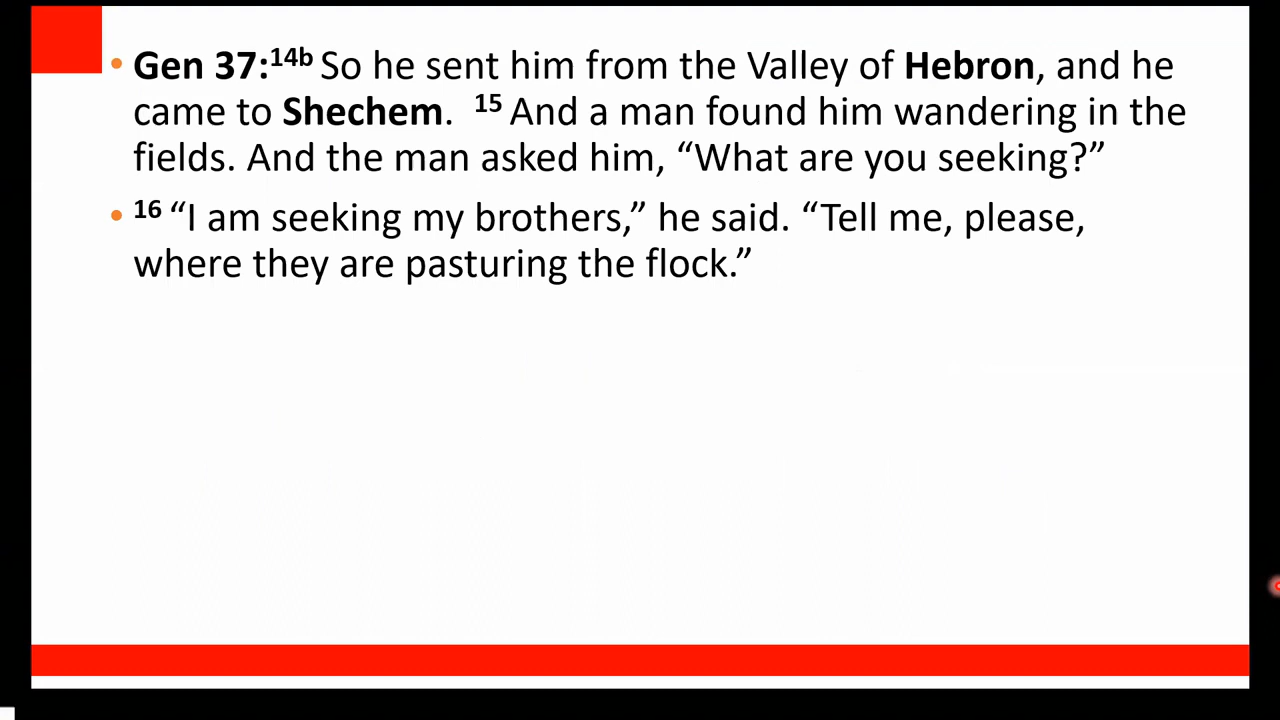 • Gen 37:14b So he sent him from the Valley of Hebron, and he
came to Shechem. 15 And a man found him wandering in the
fields. And the man asked him, “What are you seeking?”
• 16 “I am seeking my brothers,” he said. “Tell me, please,
where they are pasturing the flock.”